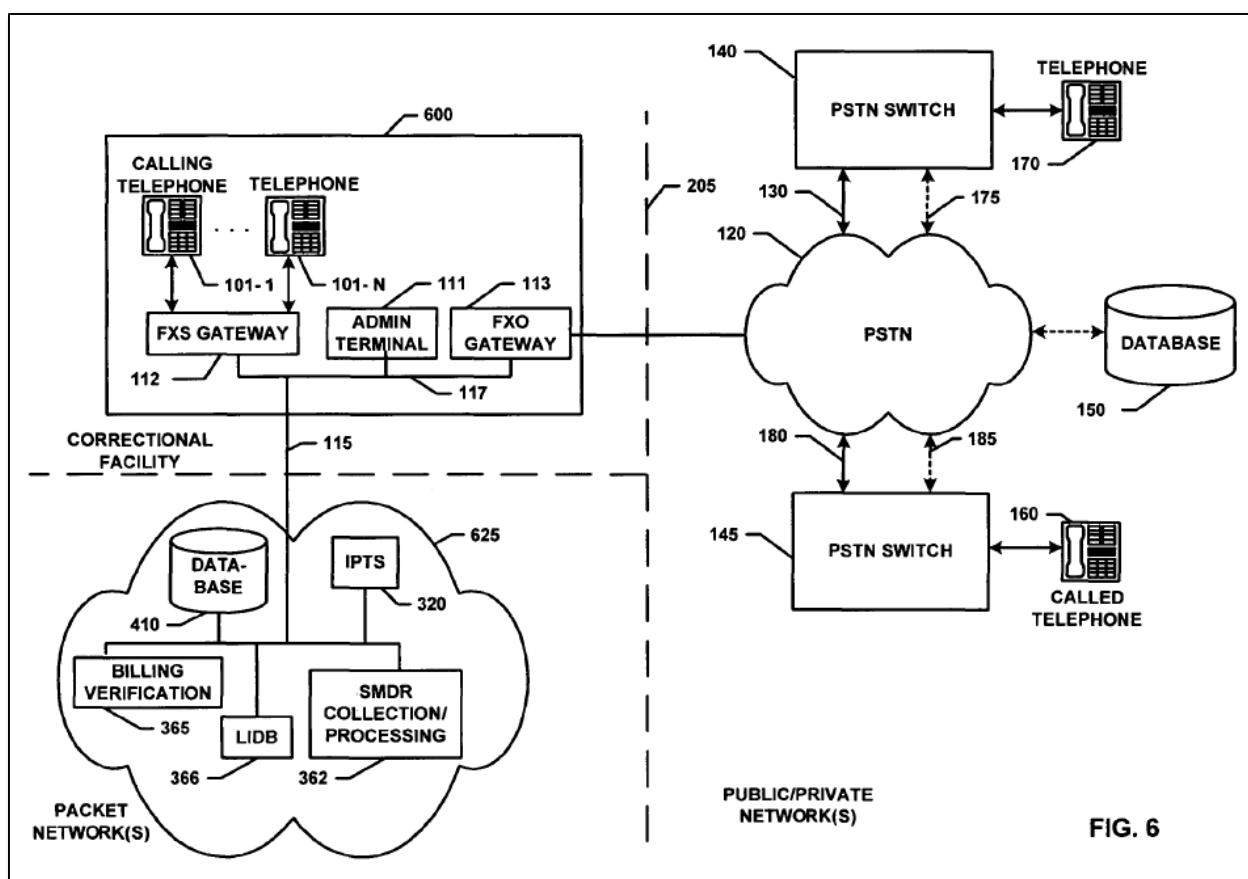 600
CALLING
TELEPHONE
TELEPHONE
. . .
101- 1
101- N
111
113
FXS GATEWAY
ADMIN
TERMINAL
FXO
GATEWAY
112
117
CORRECTIONAL
FACILITY
115
205
140
PSTN SWITCH
TELEPHONE
170
130
175
120
PSTN
DATABASE
150
180
185
145
PSTN SWITCH
160
CALLED
TELEPHONE
625
DATA-
BASE
410
IPTS
320
BILLING
VERIFICATION
365
LIDB
366
SMDR
COLLECTION/
PROCESSING
362
PACKET
NETWORK(S)
PUBLIC/PRIVATE
NETWORK(S)
FIG. 6